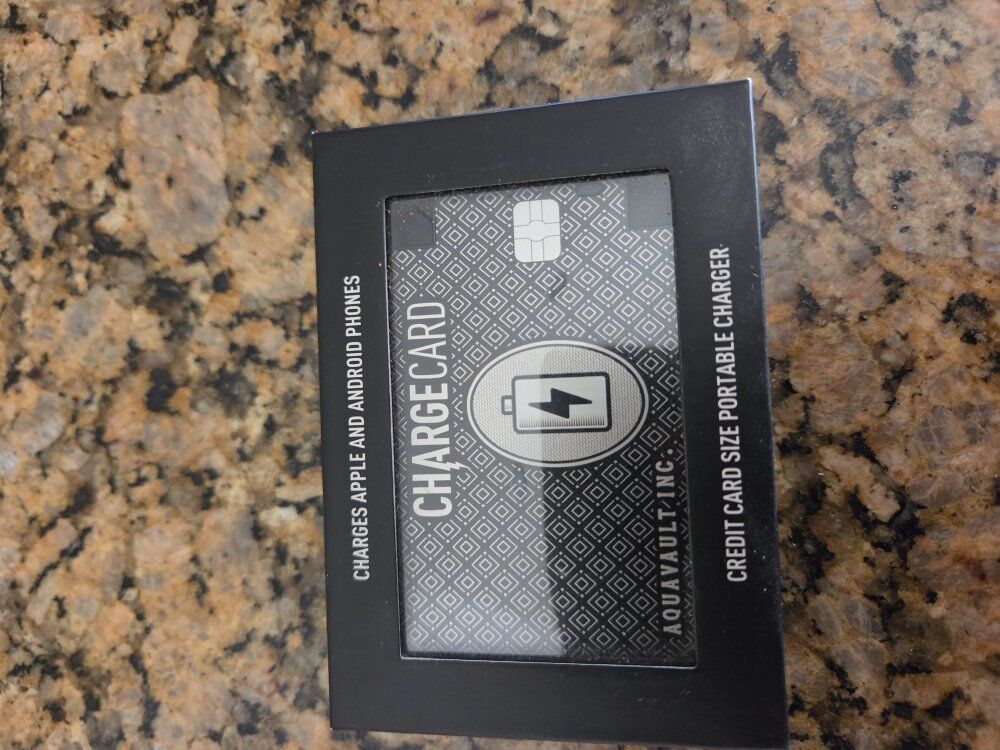 CHARGES APPLE AND ANDROID PHONES
CHARGECARD
AQUAVAULT INC.
CREDIT CARD SIZE PORTABLE CHARGER